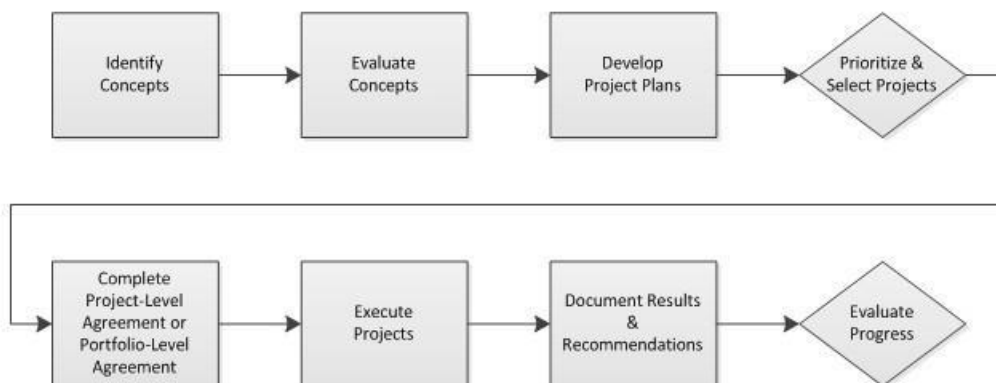 Identify
Concepts
Evaluate
Concepts
Develop
Project Plans
Prioritize &
Select Projects
Complete
Project-Level
Agreement or
Portfolio-Level
Agreement
Execute
Projects
Document Results
&
Recommendations
Evaluate
Progress